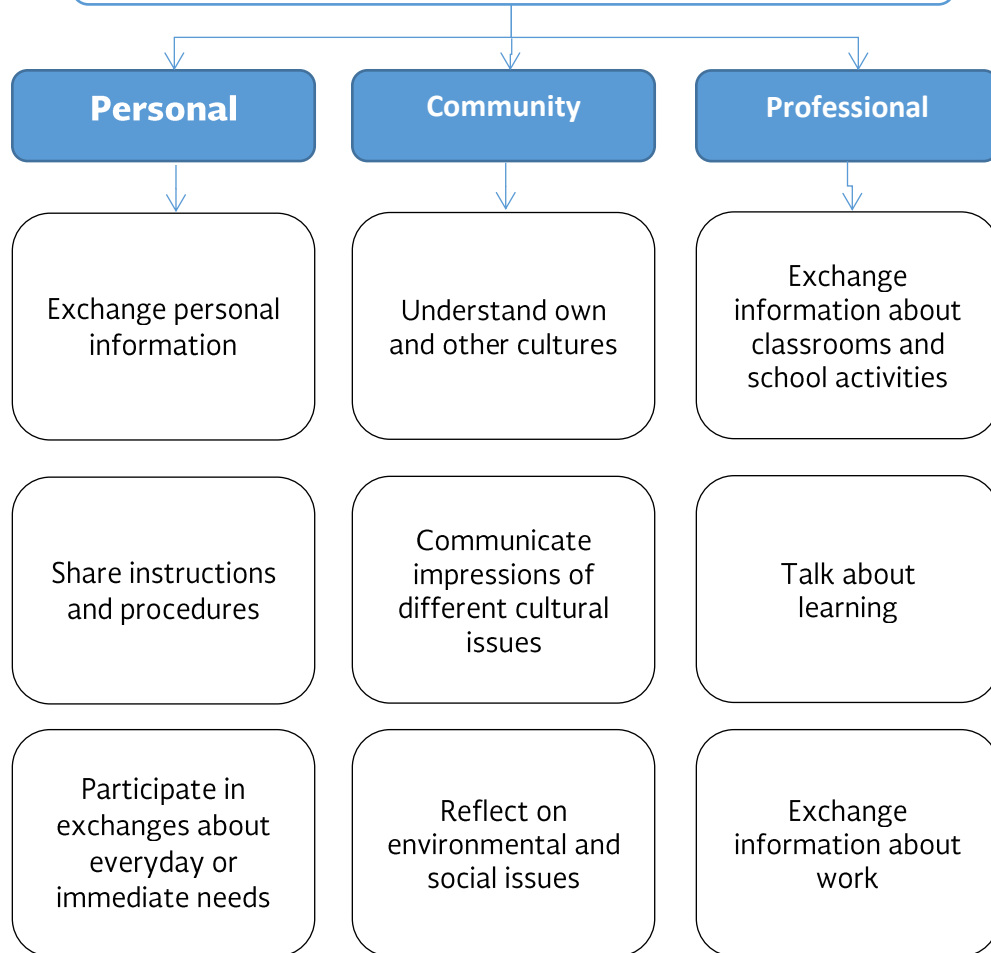 Personal
Community
Professional
Exchange personal
information
Understand own
and other cultures
Exchange
information about
classrooms and
school activities
Share instructions
and procedures
Communicate
impressions of
different cultural
issues
Talk about
learning
Participate in
exchanges about
everyday or
immediate needs
Reflect on
environmental and
social issues
Exchange
information about
work